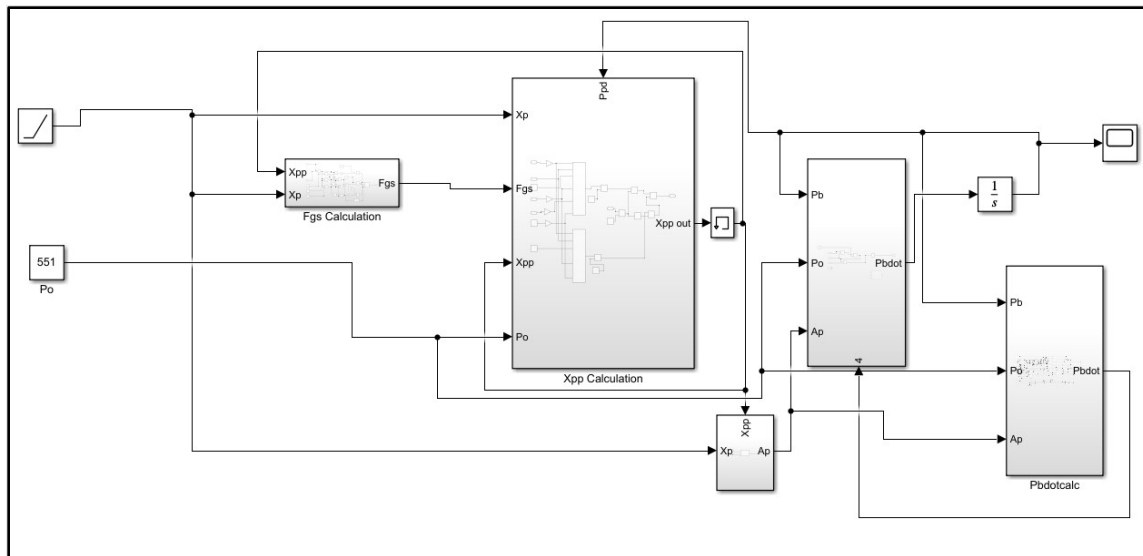 Ppd
Xp
Xpp
Xp
Fgs
Fgs Calculation
Fgs
Xpp out
Xpp
Po
Xpp Calculation
551
Po
Pb
Po
Pbdot
Ap
4
1
s
Pb
Po
Pbdot
Ap
Pbdotcalc
Xpp
Xp
Ap